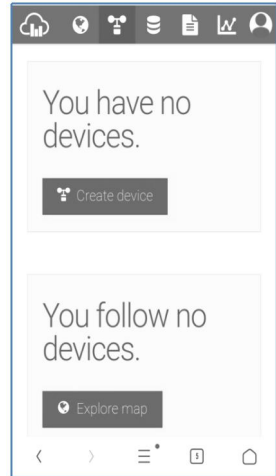 You have no
devices.
Create device
You follow no
devices.
Explore map